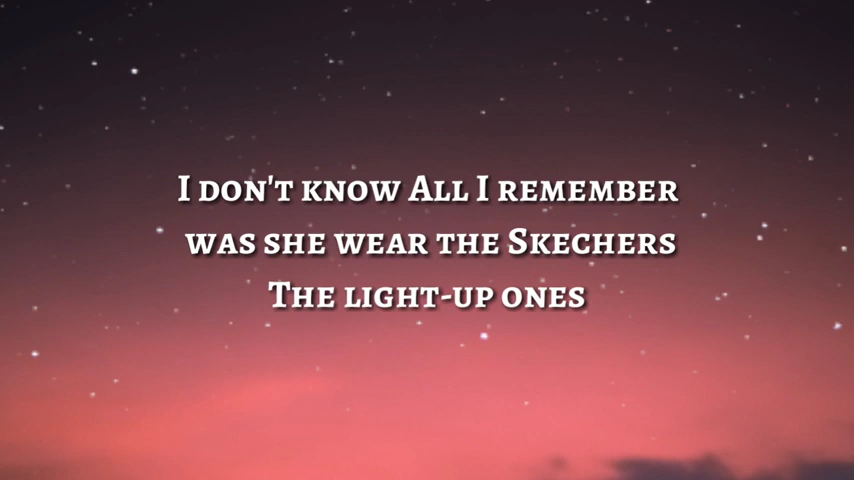 I don't know All I remember
was she wear the Skechers
The light-up ones